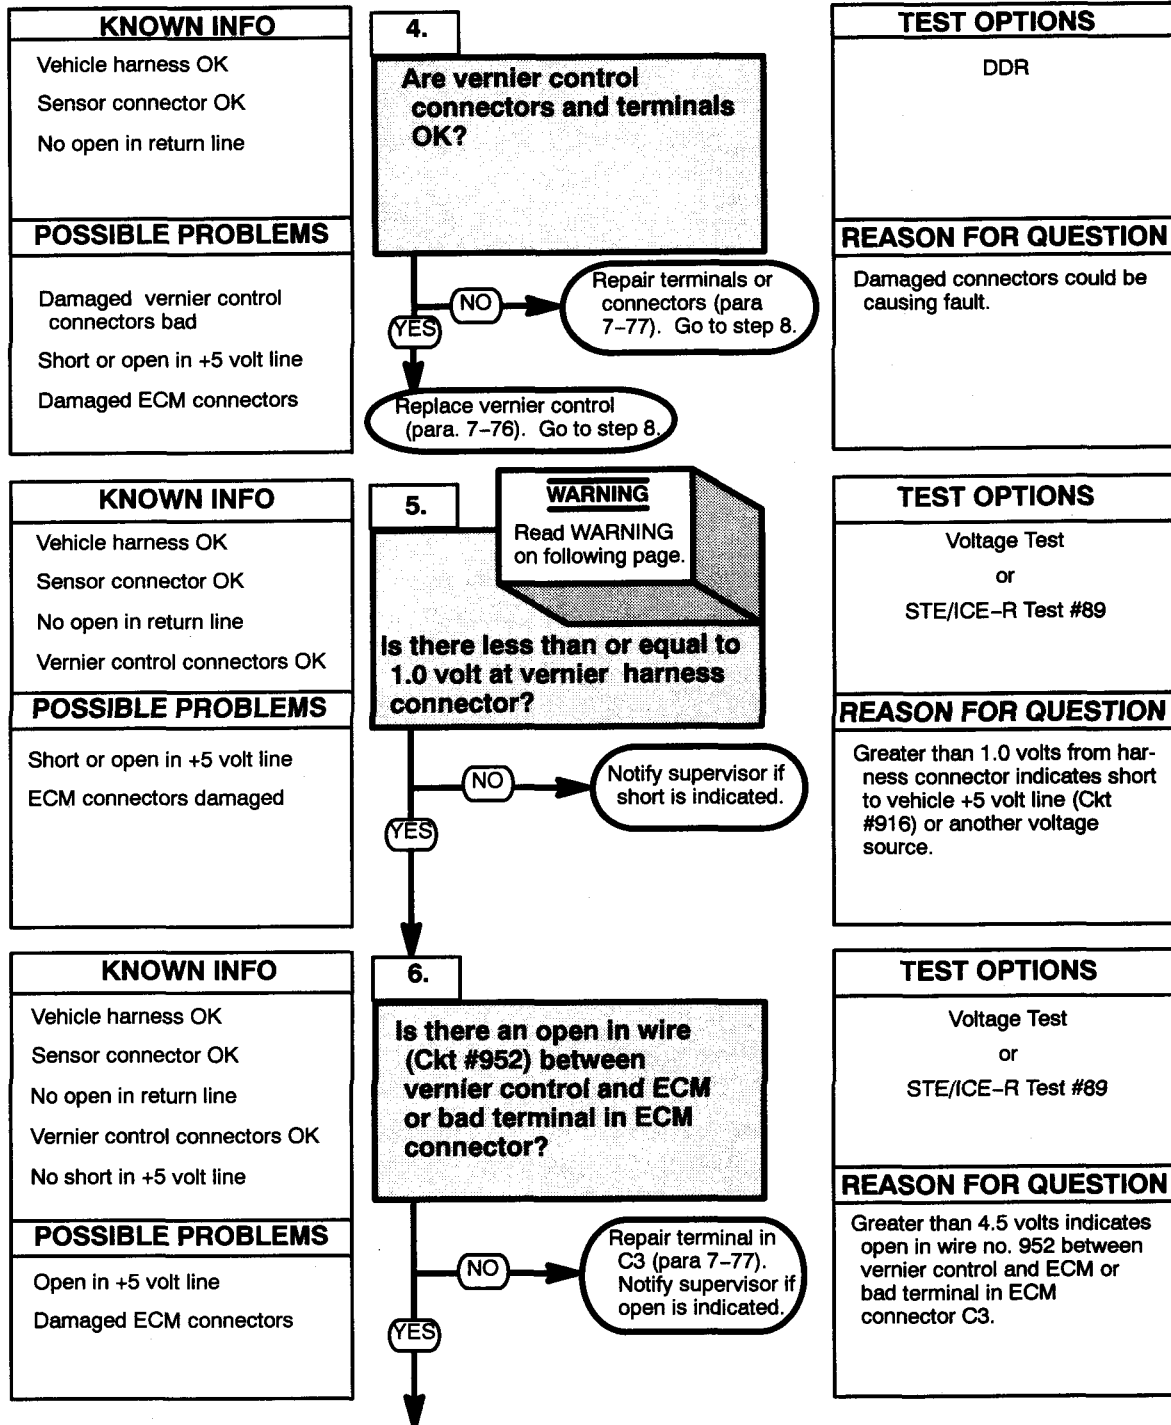 KNOWN INFO
Vehicle harness OK
Sensor connector OK
No open in return line
POSSIBLE PROBLEMS
Damaged vernier control
connectors bad
Short or open in +5 volt line
Damaged ECM connectors
4.
Are vernier control
connectors and terminals
OK?
NO
Repair terminals or
connectors (para
7–77). Go to step 8.
YES
Replace vernier control
(para. 7–76). Go to step 8.
TEST OPTIONS
DDR
REASON FOR QUESTION
Damaged connectors could be
causing fault.
KNOWN INFO
Vehicle harness OK
Sensor connector OK
No open in return line
Vernier control connectors OK
POSSIBLE PROBLEMS
Short or open in +5 volt line
ECM connectors damaged
5.
WARNING
Read WARNING
on following page.
Is there less than or equal to
1.0 volt at vernier harness
connector?
NO
Notify supervisor if
short is indicated.
YES
TEST OPTIONS
Voltage Test
or
STE/ICE–R Test #89
REASON FOR QUESTION
Greater than 1.0 volts from har-
ness connector indicates short
to vehicle +5 volt line (Ckt
#916) or another voltage
source.
KNOWN INFO
Vehicle harness OK
Sensor connector OK
No open in return line
Vernier control connectors OK
No short in +5 volt line
POSSIBLE PROBLEMS
Open in +5 volt line
Damaged ECM connectors
6.
Is there an open in wire
(Ckt #952) between
vernier control and ECM
or bad terminal in ECM
connector?
NO
Repair terminal in
C3 (para 7–77).
Notify supervisor if
open is indicated.
YES
TEST OPTIONS
Voltage Test
or
STE/ICE–R Test #89
REASON FOR QUESTION
Greater than 4.5 volts indicates
open in wire no. 952 between
vernier control and ECM or
bad terminal in ECM
connector C3.